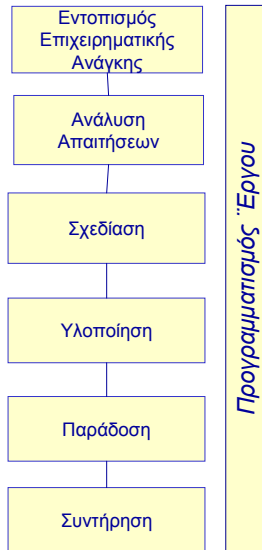 Εντοπισμός
Επιχειρηματικής
Ανάγκης
Ανάλυση
Απαιτήσεων
Σχεδίαση
Υλοποίηση
Παράδοση
Συντήρηση
Προγραμματισμός ¨Εργου